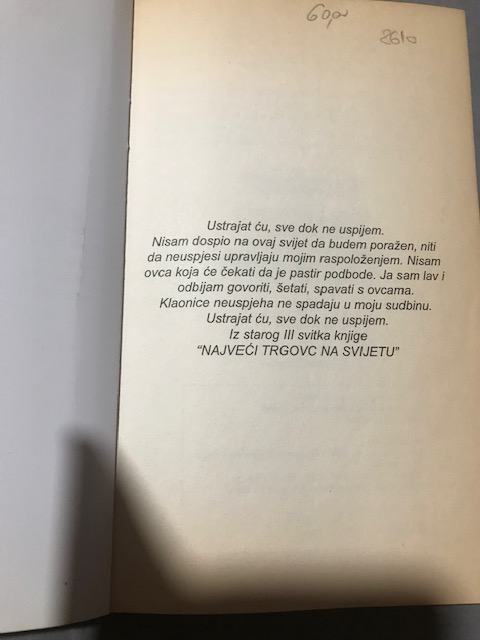 60,00
8610
Ustrajat ću, sve dok ne uspijem.
Nisam dospio na ovaj svijet da budem poražen, niti
da neuspjesi upravljaju mojim raspoloženjem. Nisam
ovca koja će čekati da je pastir podbode. Ja sam lav i
odbijam govoriti, šetati, spavati s ovcama.
Klaonice neuspjeha ne spadaju u moju sudbinu.
Ustrajat ću, sve dok ne uspijem.
Iz starog III svitka knjige
“NAJVEĆI TRGOVC NA SVIJETU”